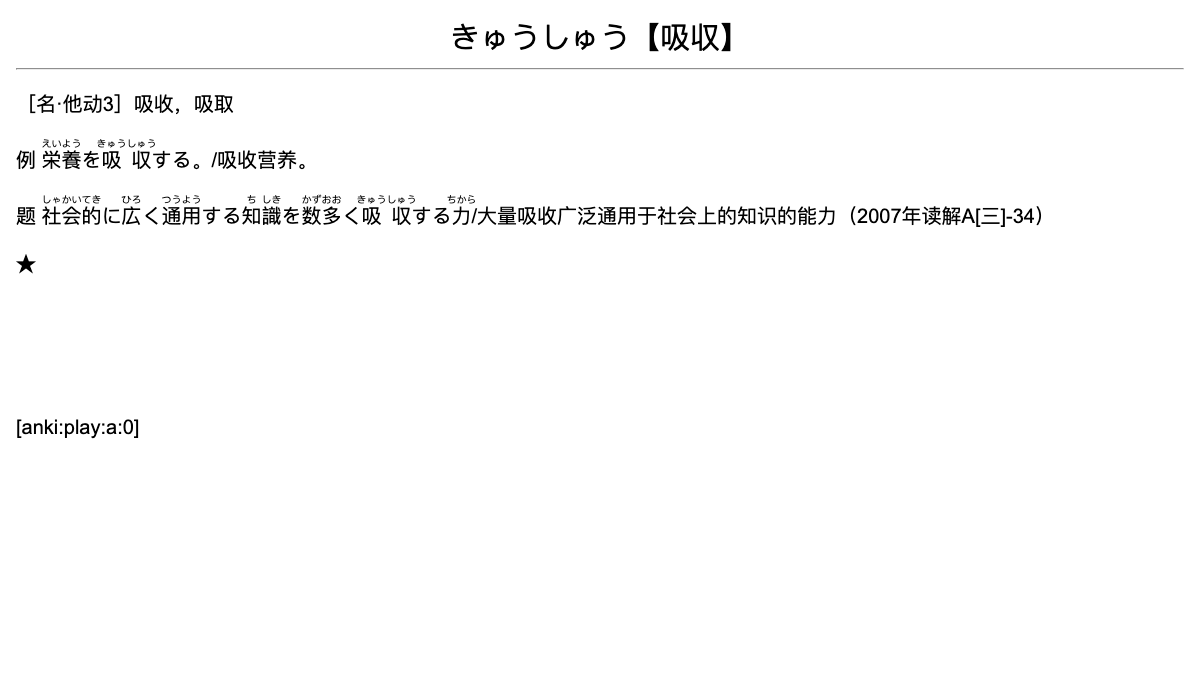 きゅうしゅう【吸収】
［名·他动3］吸收，吸取
えいよう きゅうしゅう
例 栄養を吸 収する。/吸收营养。
しゃかいてき ひろ つうよう ち しき かずおお きゅうしゅう ちから
题 社会的に広く通用する知識を数多く吸 収する力/大量吸收广泛通用于社会上的知识的能力（2007年读解A[三]-34）
★
[anki:play:a:0]